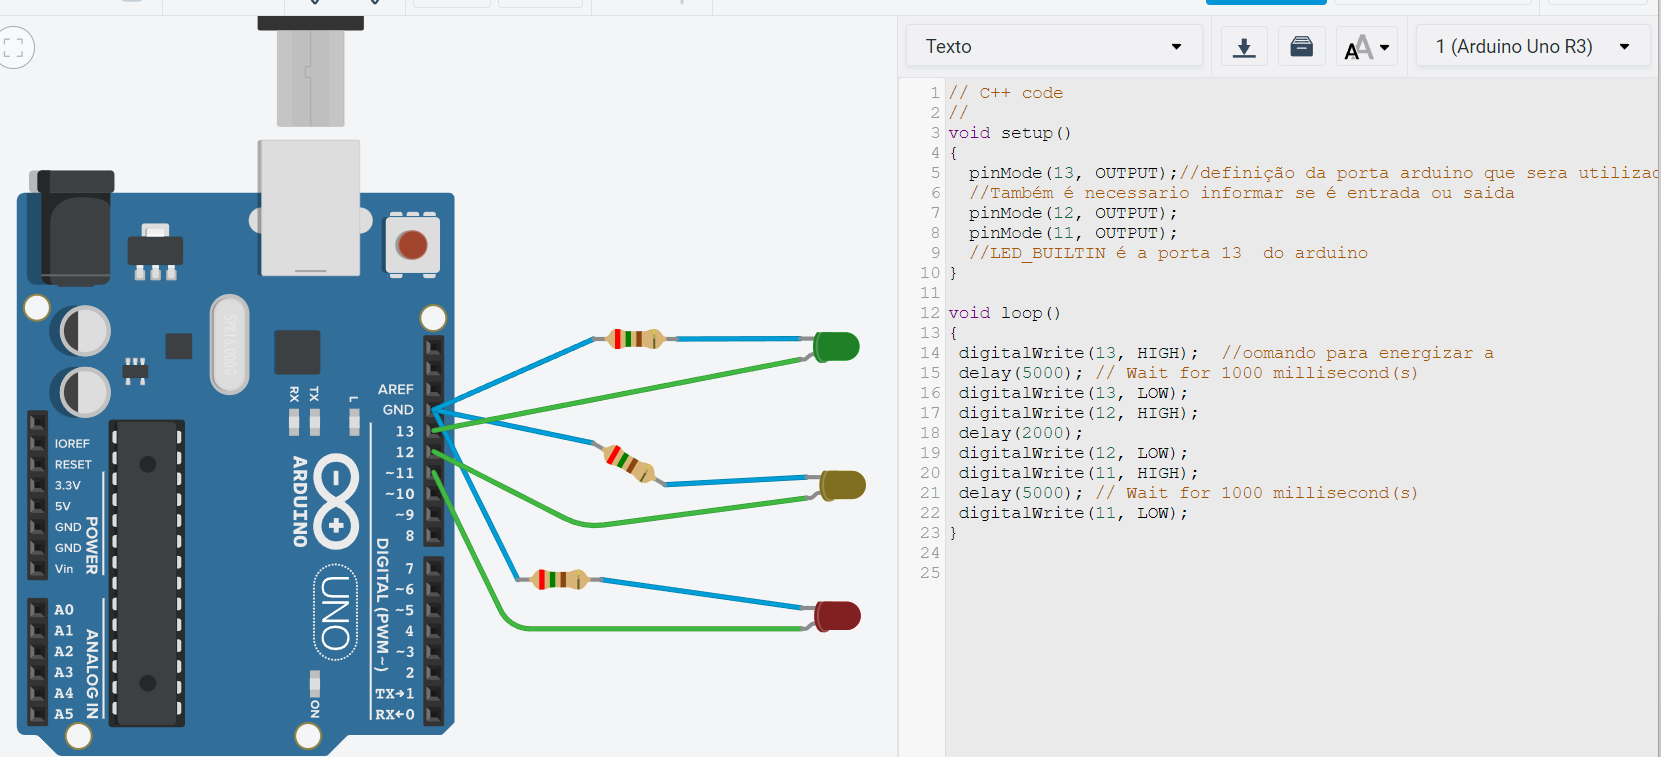 Texto
AA
1 (Arduino Uno R3)
1 // C++ code
2 //
3 void setup()
4 {
5 pinMode(13, OUTPUT);//definição da porta arduino que sera utilizad
6 //Também é necessario informar se é entrada ou saida
7 pinMode(12, OUTPUT);
8 pinMode(11, OUTPUT);
9 //LED_BUILTIN é a porta 13  do arduino
10 }
11
12 void loop()
13 {
14 digitalWrite(13, HIGH);  //oomando para energizar a
15 delay(5000); // Wait for 1000 millisecond(s)
16 digitalWrite(13, LOW);
17 digitalWrite(12, HIGH);
18 delay(2000);
19 digitalWrite(12, LOW);
20 digitalWrite(11, HIGH);
21 delay(5000); // Wait for 1000 millisecond(s)
22 digitalWrite(11, LOW);
23 }
24
25
SPK16.000G
RX
TX
L
AREF
GND
13
12
~11
~10
~9
8
7
~6
~5
4
~3
2
TX→1
RX←0
DIGITAL (PWM ~)
ARDUINO
UNO
ON
IOREF
RESET
3.3V
5V
GND
GND
Vin
POWER
A0
A1
A2
A3
A4
A5
ANALOG IN